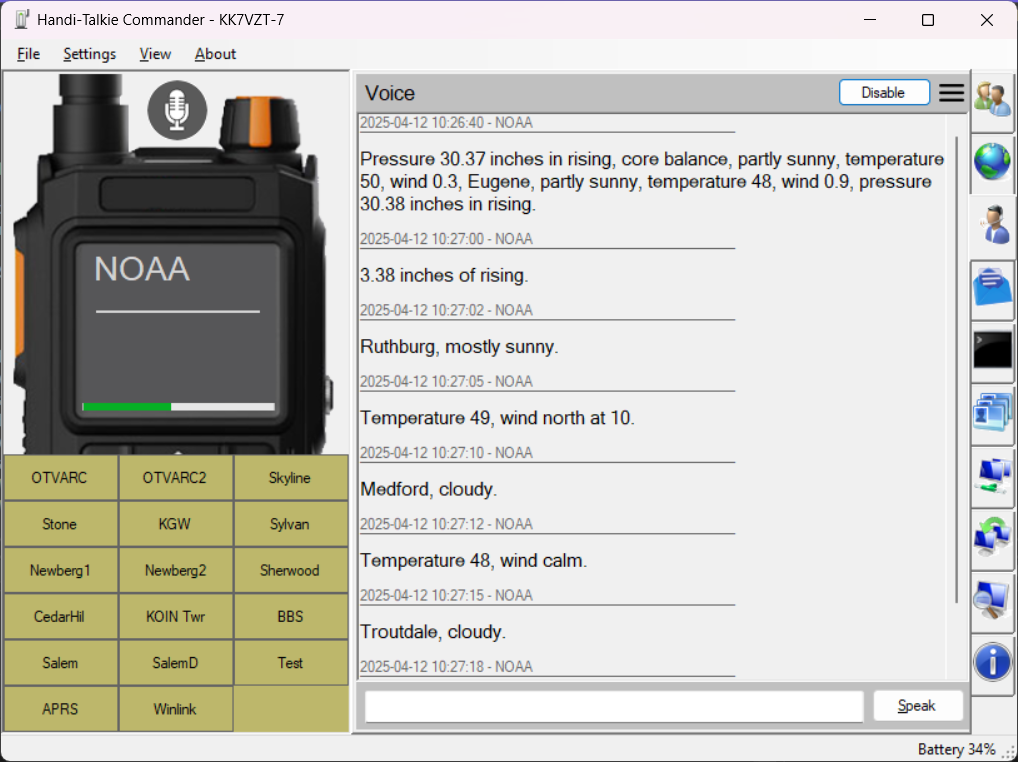 Handi-Talkie Commander - KK7VZT-7
File Settings View About
NOAA
Voice
Disable
2025-04-12 10:26:40 - NOAA
Pressure 30.37 inches in rising, core balance, partly sunny, temperature
50, wind 0.3, Eugene, partly sunny, temperature 48, wind 0.9, pressure
30.38 inches in rising.
2025-04-12 10:27:00 - NOAA
3.38 inches of rising.
2025-04-12 10:27:02 - NOAA
Ruthburg, mostly sunny.
2025-04-12 10:27:05 - NOAA
Temperature 49, wind north at 10.
2025-04-12 10:27:10 - NOAA
Medford, cloudy.
2025-04-12 10:27:12 - NOAA
Temperature 48, wind calm.
2025-04-12 10:27:15 - NOAA
Troutdale, cloudy.
2025-04-12 10:27:18 - NOAA
OTVARC OTVARC2 Skyline
Stone KGW Sylvan
Newberg1 Newberg2 Sherwood
CedarHil KOIN Twr BBS
Salem SalemD Test
APRS Winlink
Speak
Battery 34%